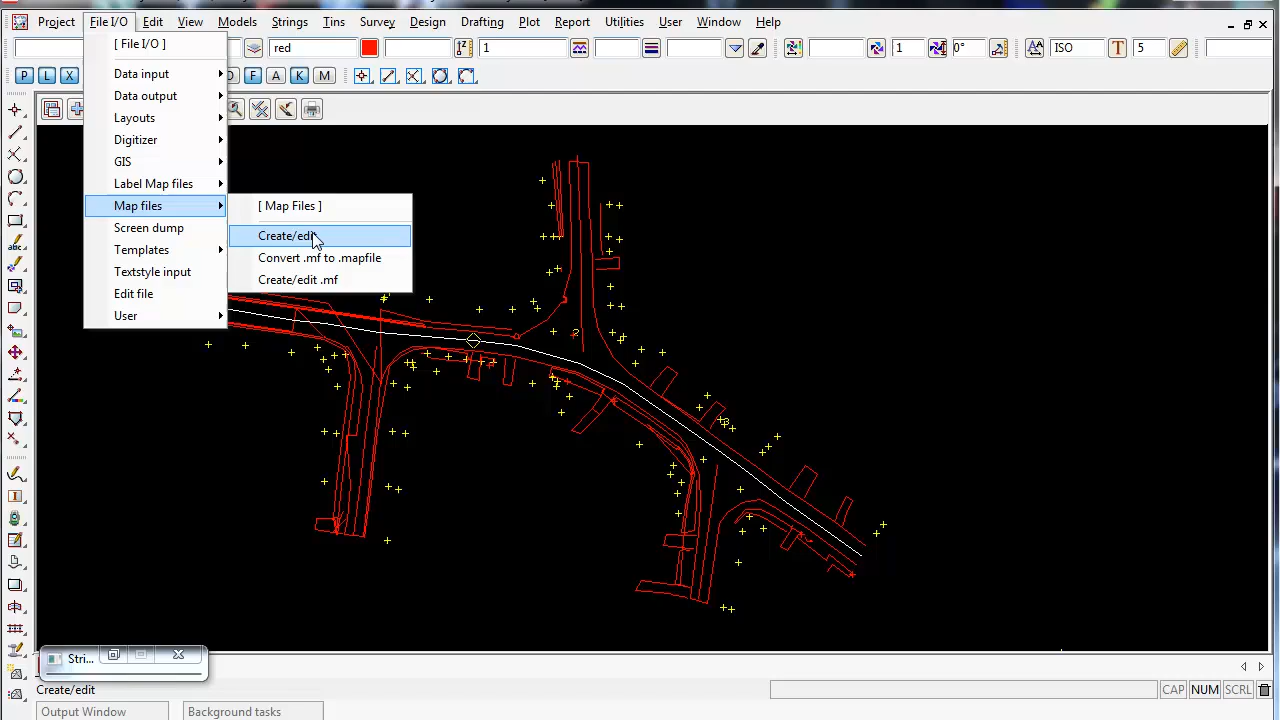 Project File I/O Edit View Models Strings Tins Survey Design Drafting Plot Report Utilities User Window Help
red 1 1 0° ISO T 5
P L X F A K M
[ File I/O ]
Data input
Data output
Layouts
Digitizer
GIS
Label Map files
Map files
Screen dump
Templates
Textstyle input
Edit file
User
[ Map Files ]
Create/edit
Convert .mf to .mapfile
Create/edit .mf
Stri...
Create/edit
CAP NUM SCRL
Output Window Background tasks